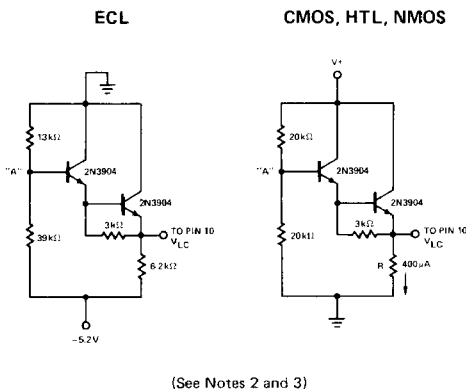 ECL
13kΩ
"A"
2N3904
2N3904
3kΩ
TO PIN 10
VLC
39kΩ
6.2kΩ
−5.2V
CMOS, HTL, NMOS
V+
20kΩ
"A"
2N3904
2N3904
3kΩ
TO PIN 10
VLC
20kΩ
R
400µA
(See Notes 2 and 3)